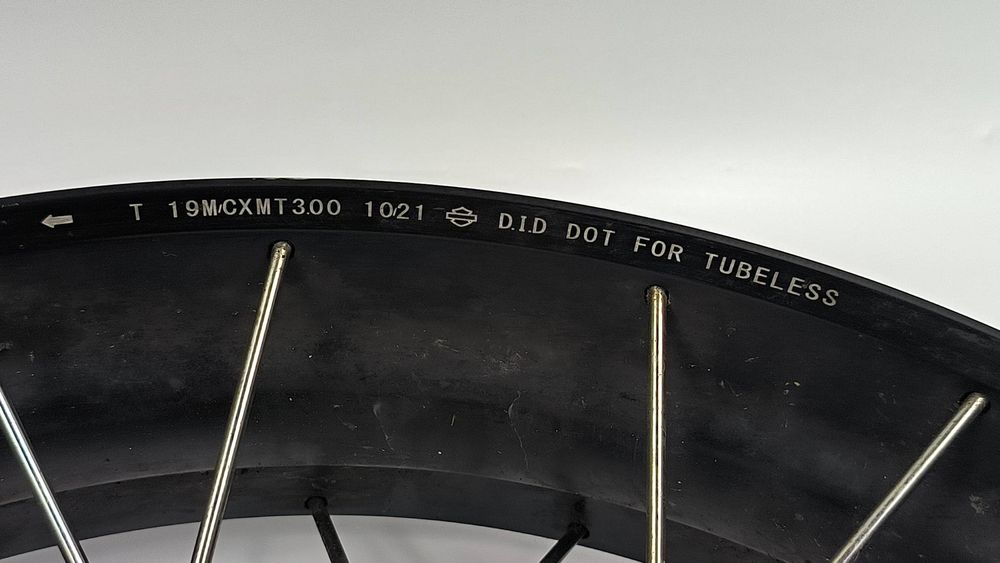 T 19M/CXMT3.00 10/21 D.I.D DOT FOR TUBELESS